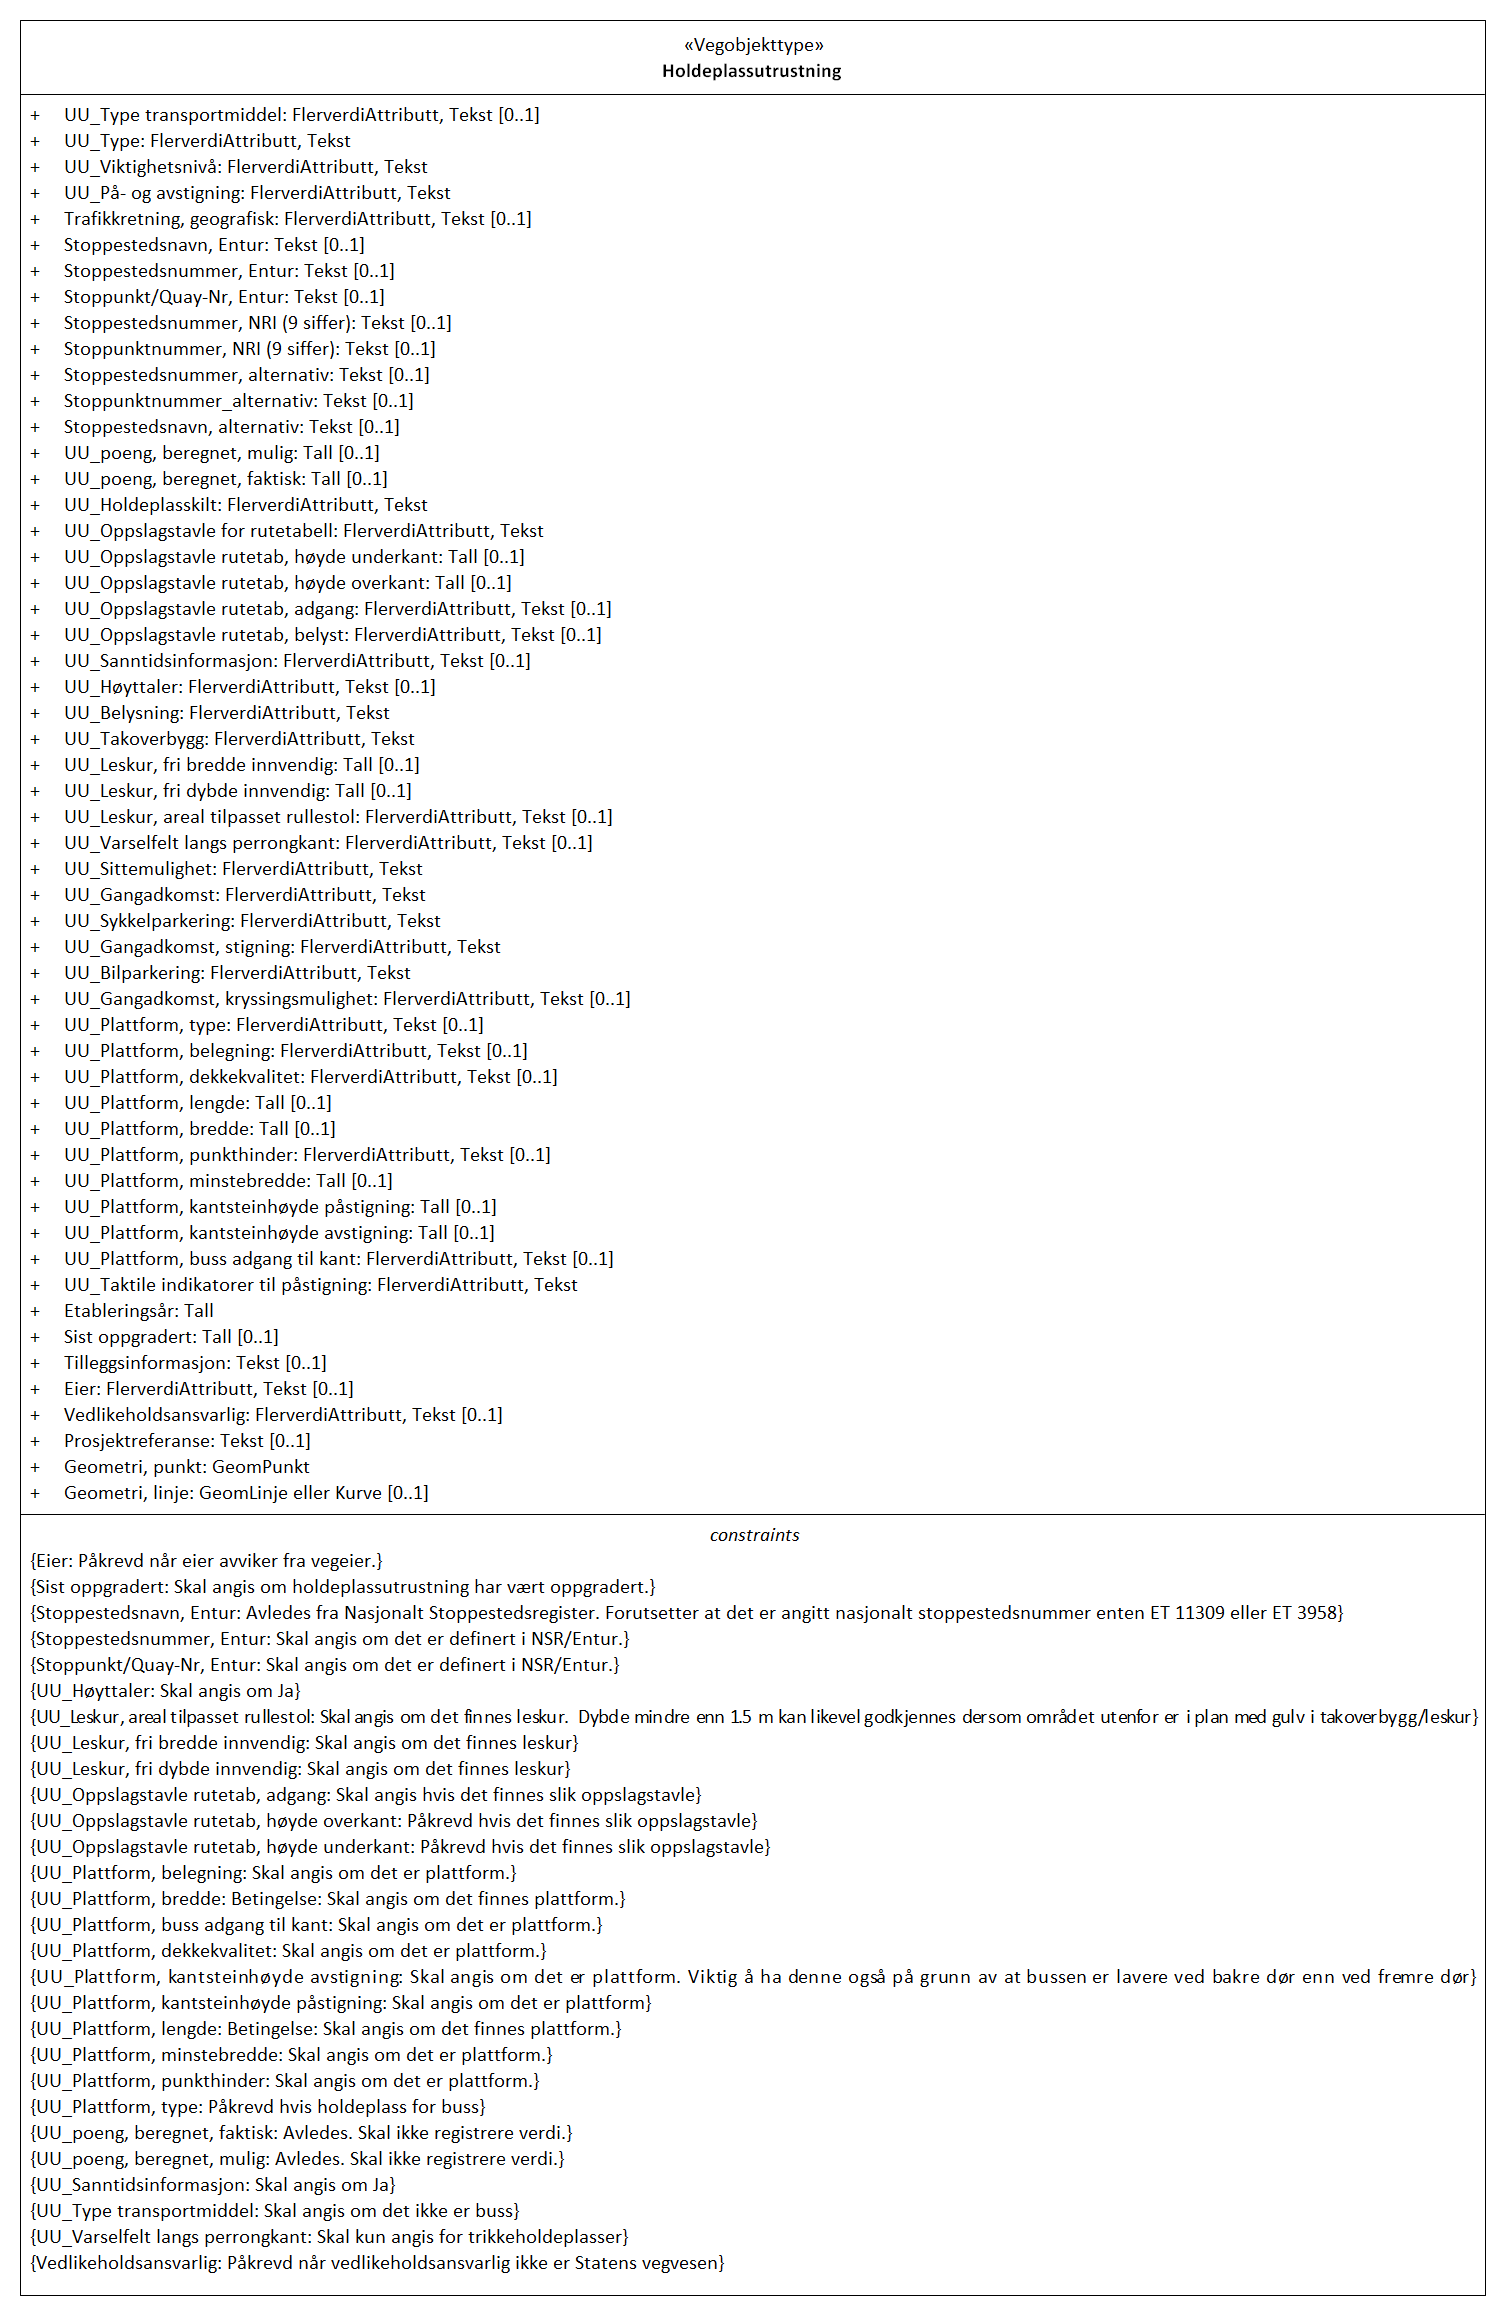 «Vegobjekttype»
Holdeplassutrustning
+ UU_Type transportmiddel: FlerverdiAttributt, Tekst [0..1]
+ UU_Type: FlerverdiAttributt, Tekst
+ UU_Viktighetsnivå: FlerverdiAttributt, Tekst
+ UU_På- og avstigning: FlerverdiAttributt, Tekst
+ Trafikkretning, geografisk: FlerverdiAttributt, Tekst [0..1]
+ Stoppestedsnavn, Entur: Tekst [0..1]
+ Stoppestedsnummer, Entur: Tekst [0..1]
+ Stoppunkt/Quay-Nr, Entur: Tekst [0..1]
+ Stoppestedsnummer, NRI (9 siffer): Tekst [0..1]
+ Stoppunktnummer, NRI (9 siffer): Tekst [0..1]
+ Stoppestedsnummer, alternativ: Tekst [0..1]
+ Stoppunktnummer_alternativ: Tekst [0..1]
+ Stoppestedsnavn, alternativ: Tekst [0..1]
+ UU_poeng, beregnet, mulig: Tall [0..1]
+ UU_poeng, beregnet, faktisk: Tall [0..1]
+ UU_Holdeplasskilt: FlerverdiAttributt, Tekst
+ UU_Oppslagstavle for rutetabell: FlerverdiAttributt, Tekst
+ UU_Oppslagstavle rutetab, høyde underkant: Tall [0..1]
+ UU_Oppslagstavle rutetab, høyde overkant: Tall [0..1]
+ UU_Oppslagstavle rutetab, adgang: FlerverdiAttributt, Tekst [0..1]
+ UU_Oppslagstavle rutetab, belyst: FlerverdiAttributt, Tekst [0..1]
+ UU_Sanntidsinformasjon: FlerverdiAttributt, Tekst [0..1]
+ UU_Høyttaler: FlerverdiAttributt, Tekst [0..1]
+ UU_Belysning: FlerverdiAttributt, Tekst
+ UU_Takoverbygg: FlerverdiAttributt, Tekst
+ UU_Leskur, fri bredde innvendig: Tall [0..1]
+ UU_Leskur, fri dybde innvendig: Tall [0..1]
+ UU_Leskur, areal tilpasset rullestol: FlerverdiAttributt, Tekst [0..1]
+ UU_Varselfelt langs perrongkant: FlerverdiAttributt, Tekst [0..1]
+ UU_Sittemulighet: FlerverdiAttributt, Tekst
+ UU_Gangadkomst: FlerverdiAttributt, Tekst
+ UU_Sykkelparkering: FlerverdiAttributt, Tekst
+ UU_Gangadkomst, stigning: FlerverdiAttributt, Tekst
+ UU_Bilparkering: FlerverdiAttributt, Tekst
+ UU_Gangadkomst, kryssingsmulighet: FlerverdiAttributt, Tekst [0..1]
+ UU_Plattform, type: FlerverdiAttributt, Tekst [0..1]
+ UU_Plattform, belegning: FlerverdiAttributt, Tekst [0..1]
+ UU_Plattform, dekkekvalitet: FlerverdiAttributt, Tekst [0..1]
+ UU_Plattform, lengde: Tall [0..1]
+ UU_Plattform, bredde: Tall [0..1]
+ UU_Plattform, punkthinder: FlerverdiAttributt, Tekst [0..1]
+ UU_Plattform, minstebredde: Tall [0..1]
+ UU_Plattform, kantsteinhøyde påstigning: Tall [0..1]
+ UU_Plattform, kantsteinhøyde avstigning: Tall [0..1]
+ UU_Plattform, buss adgang til kant: FlerverdiAttributt, Tekst [0..1]
+ UU_Taktile indikatorer til påstigning: FlerverdiAttributt, Tekst
+ Etableringsår: Tall
+ Sist oppgradert: Tall [0..1]
+ Tilleggsinformasjon: Tekst [0..1]
+ Eier: FlerverdiAttributt, Tekst [0..1]
+ Vedlikeholdsansvarlig: FlerverdiAttributt, Tekst [0..1]
+ Prosjektreferanse: Tekst [0..1]
+ Geometri, punkt: GeomPunkt
+ Geometri, linje: GeomLinje eller Kurve [0..1]
constraints
{Eier: Påkrevd når eier avviker fra vegeier.}
{Sist oppgradert: Skal angis om holdeplassutrustning har vært oppgradert.}
{Stoppestedsnavn, Entur: Avledes fra Nasjonalt Stoppestedsregister. Forutsetter at det er angitt nasjonalt stoppestedsnummer enten ET 11309 eller ET 3958}
{Stoppestedsnummer, Entur: Skal angis om det er definert i NSR/Entur.}
{Stoppunkt/Quay-Nr, Entur: Skal angis om det er definert i NSR/Entur.}
{UU_Høyttaler: Skal angis om Ja}
{UU_Leskur, areal tilpasset rullestol: Skal angis om det finnes leskur.  Dybde mindre enn 1.5 m kan likevel godkjennes dersom området utenfor er i plan med gulv i takoverbygg/leskur}
{UU_Leskur, fri bredde innvendig: Skal angis om det finnes leskur}
{UU_Leskur, fri dybde innvendig: Skal angis om det finnes leskur}
{UU_Oppslagstavle rutetab, adgang: Skal angis hvis det finnes slik oppslagstavle}
{UU_Oppslagstavle rutetab, høyde overkant: Påkrevd hvis det finnes slik oppslagstavle}
{UU_Oppslagstavle rutetab, høyde underkant: Påkrevd hvis det finnes slik oppslagstavle}
{UU_Plattform, belegning: Skal angis om det er plattform.}
{UU_Plattform, bredde: Betingelse: Skal angis om det finnes plattform.}
{UU_Plattform, buss adgang til kant: Skal angis om det er plattform.}
{UU_Plattform, dekkekvalitet: Skal angis om det er plattform.}
{UU_Plattform, kantsteinhøyde avstigning: Skal angis om det er plattform. Viktig å ha denne også på grunn av at bussen er lavere ved bakre dør enn ved fremre dør}
{UU_Plattform, kantsteinhøyde påstigning: Skal angis om det er plattform}
{UU_Plattform, lengde: Betingelse: Skal angis om det finnes plattform.}
{UU_Plattform, minstebredde: Skal angis om det er plattform.}
{UU_Plattform, punkthinder: Skal angis om det er plattform.}
{UU_Plattform, type: Påkrevd hvis holdeplass for buss}
{UU_poeng, beregnet, faktisk: Avledes. Skal ikke registrere verdi.}
{UU_poeng, beregnet, mulig: Avledes. Skal ikke registrere verdi.}
{UU_Sanntidsinformasjon: Skal angis om Ja}
{UU_Type transportmiddel: Skal angis om det ikke er buss}
{UU_Varselfelt langs perrongkant: Skal kun angis for trikkeholdeplasser}
{Vedlikeholdsansvarlig: Påkrevd når vedlikeholdsansvarlig ikke er Statens vegvesen}